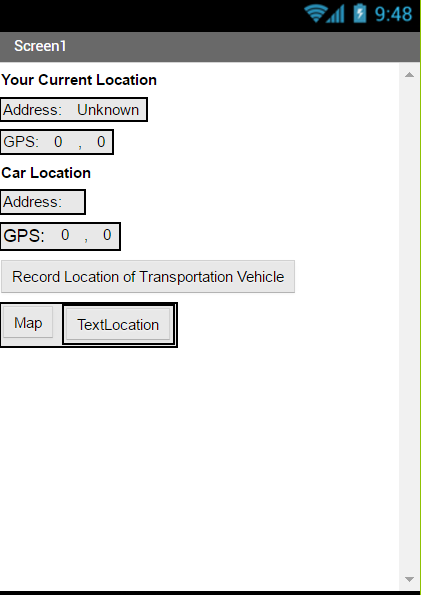 9:48
Screen1
Your Current Location
Address: Unknown
GPS: 0 , 0
Car Location
Address:
GPS: 0 , 0
Record Location of Transportation Vehicle
Map TextLocation